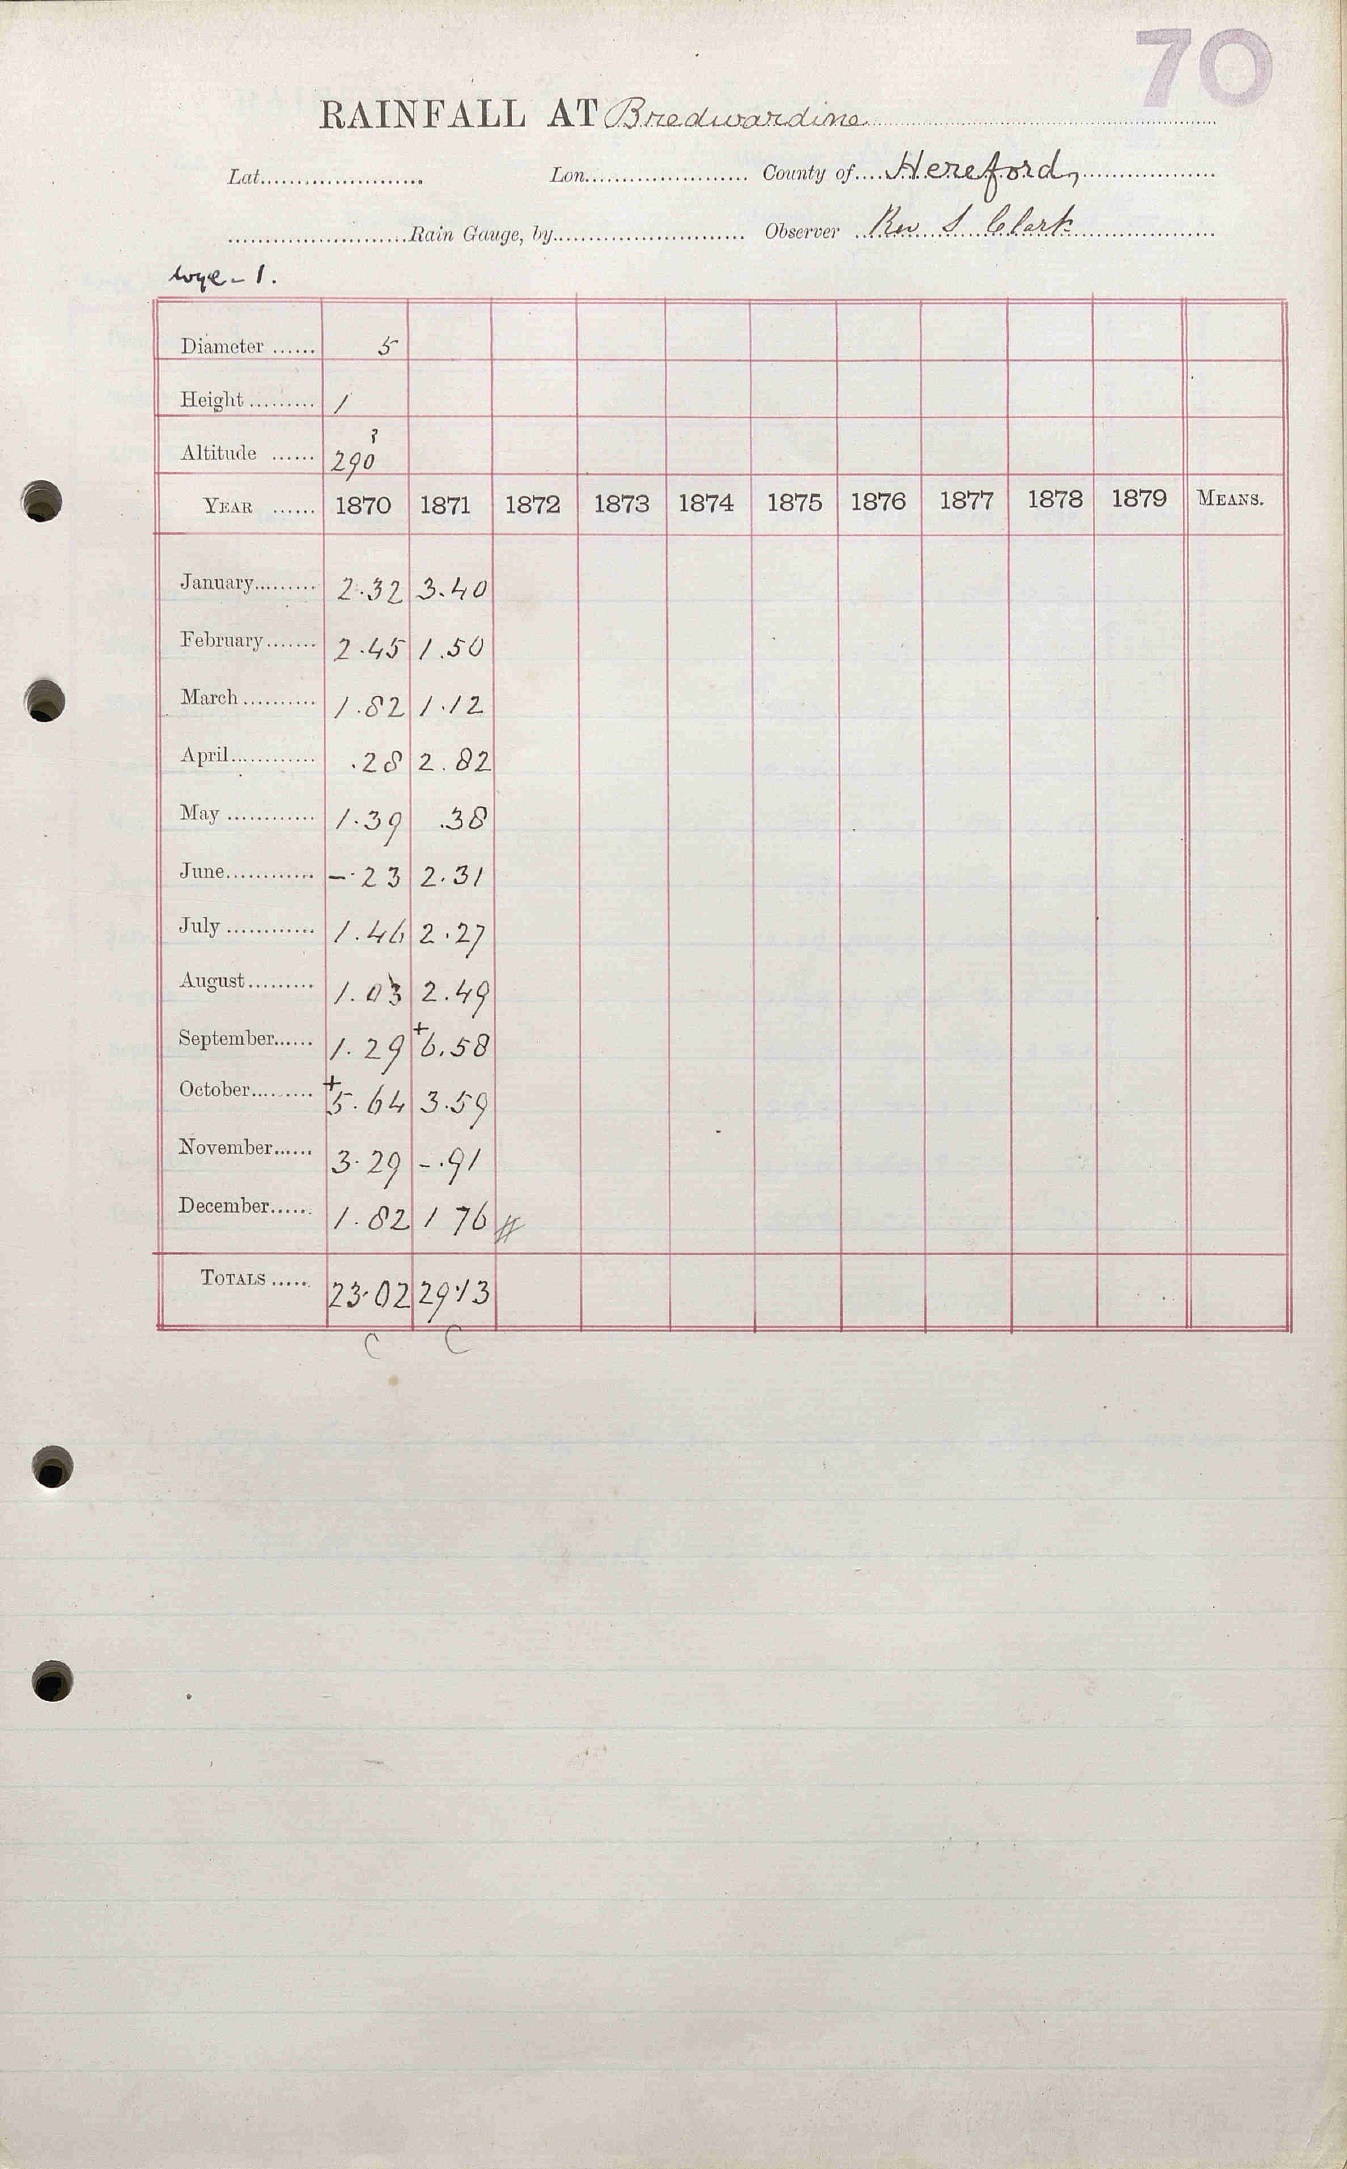 70
RAINFALL AT Bredwardine
Lat. Lon. County of Hereford,
Rain Gauge, by Observer Rev S Clark
Wye - 1.
Diameter 5
Height 1
Altitude 290 ?
YEAR 1870 1871 1872 1873 1874 1875 1876 1877 1878 1879 MEANS.
January 2.32 3.40
February 2.45 1.50
March 1.82 1.12
April .28 2.82
May 1.39 .38
June -.23 2.31
July 1.46 2.27
August 1.03 2.49
September 1.29 +6.58
October +5.64 3.59
November 3.29 -.91
December 1.82 1 76 #
TOTALS 23.02 29.13
C C